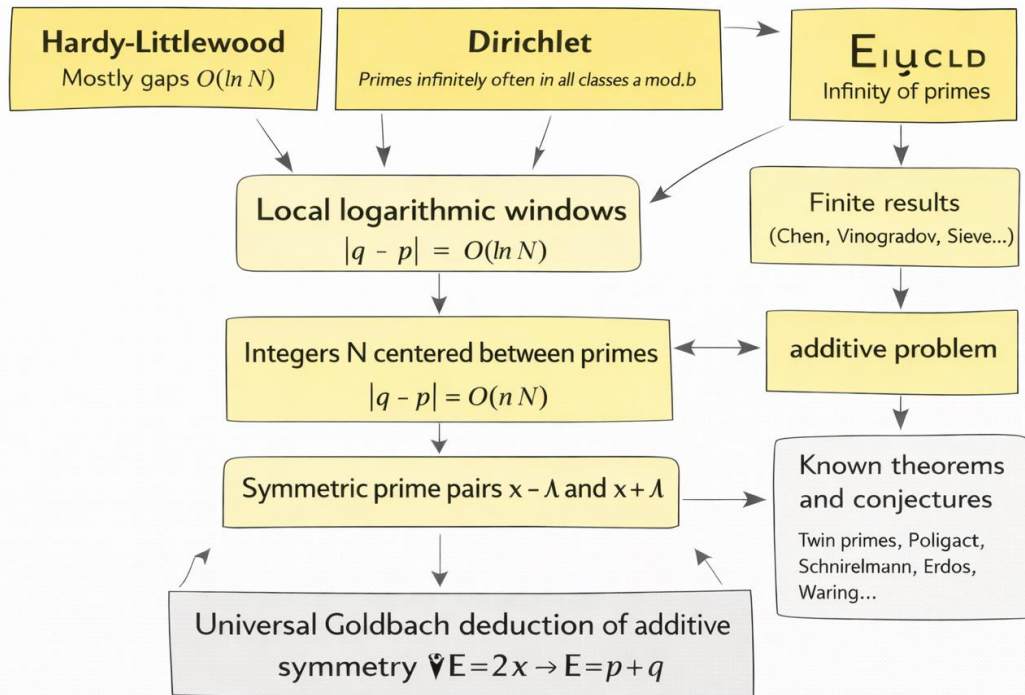 Hardy-Littlewood
Mostly gaps O(ln N)
Dirichlet
Primes infinitely often in all classes a mod.b
Eιų̣CLD
Infinity of primes
Local logarithmic windows
|q - p| = O(ln N)
Finite results
(Chen, Vinogradov, Sieve...)
Integers N centered between primes
|q - p| = O(n N)
additive problem
Symmetric prime pairs x - Λ and x + Λ
Known theorems
and conjectures
Twin primes, Poligact,
Schnirelmann, Erdos,
Waring...
Universal Goldbach deduction of additive
symmetry ∀ E = 2x → E = p + q